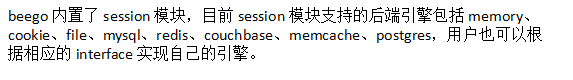 beego 内置了 session 模块，目前 session 模块支持的后端引擎包括 memory、
cookie、file、mysql、redis、couchbase、memcache、postgres，用户也可以根
据相应的 interface 实现自己的引擎。